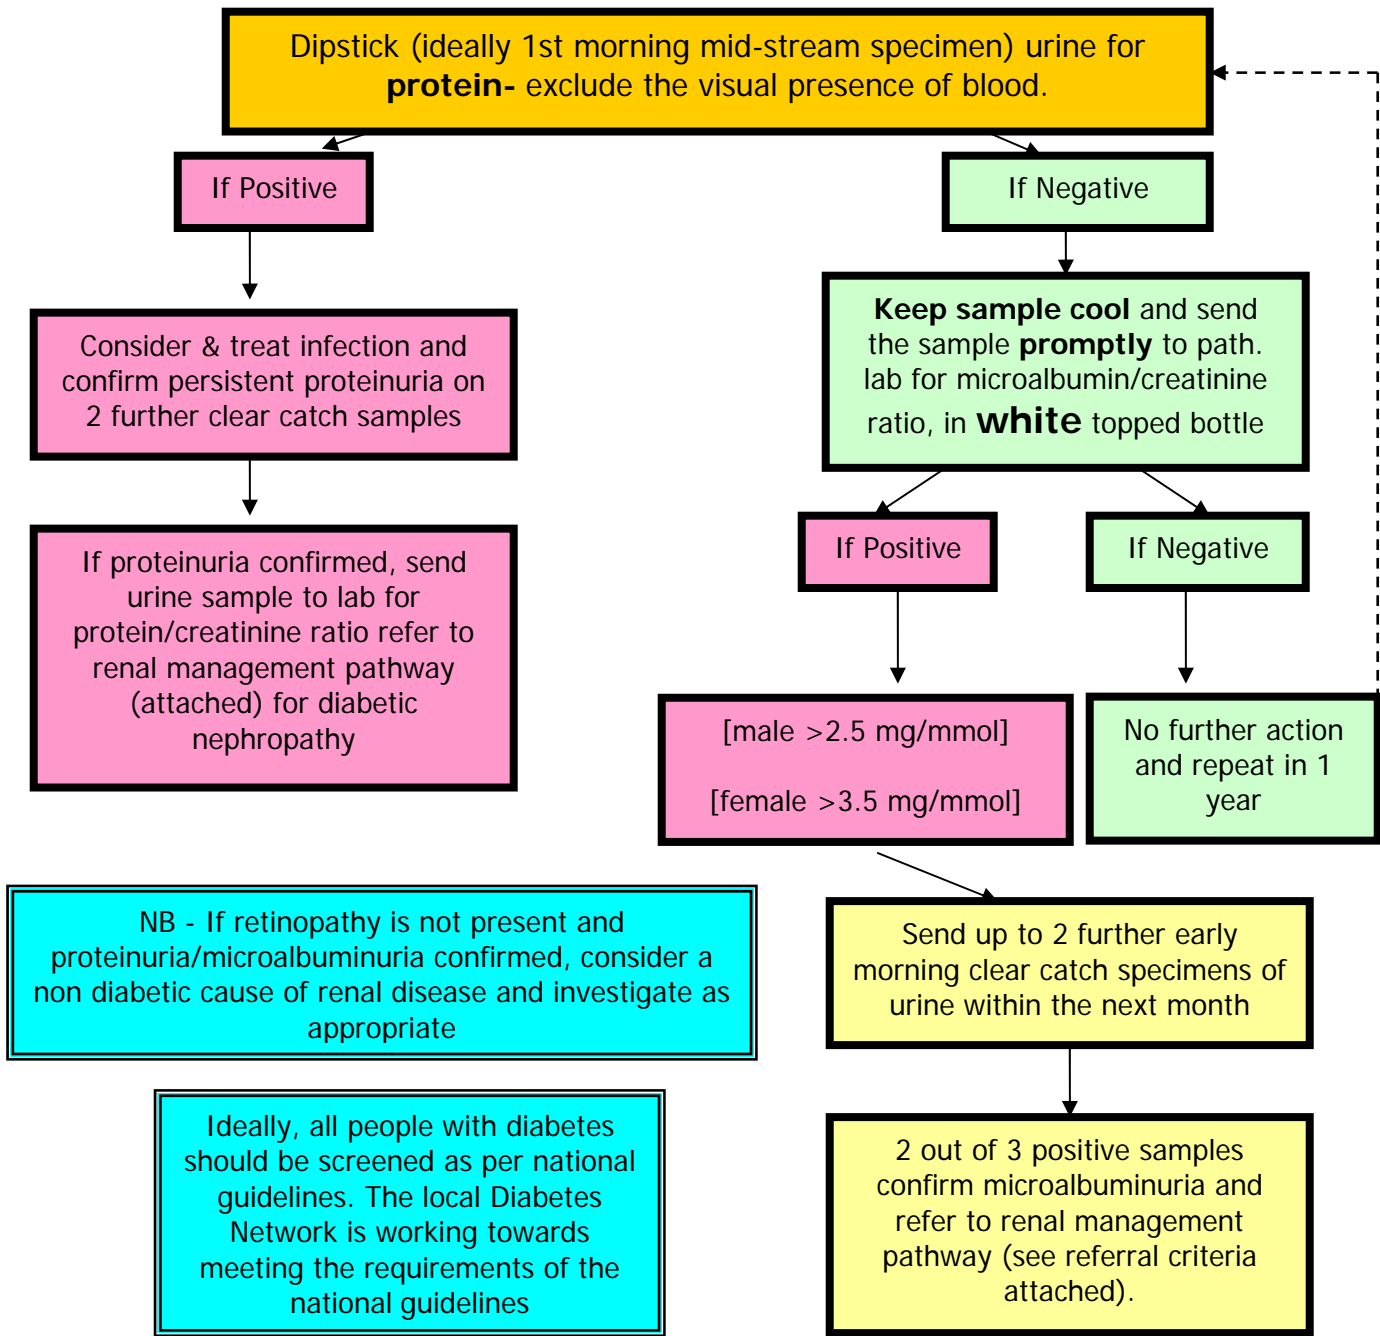 Dipstick (ideally 1st morning mid-stream specimen) urine for
protein- exclude the visual presence of blood.
If Positive
If Negative
Consider & treat infection and
confirm persistent proteinuria on
2 further clear catch samples
If proteinuria confirmed, send
urine sample to lab for
protein/creatinine ratio refer to
renal management pathway
(attached) for diabetic
nephropathy
Keep sample cool and send
the sample promptly to path.
lab for microalbumin/creatinine
ratio, in white topped bottle
If Positive
If Negative
[male >2.5 mg/mmol]
[female >3.5 mg/mmol]
No further action
and repeat in 1
year
Send up to 2 further early
morning clear catch specimens of
urine within the next month
2 out of 3 positive samples
confirm microalbuminuria and
refer to renal management
pathway (see referral criteria
attached).
NB - If retinopathy is not present and
proteinuria/microalbuminuria confirmed, consider a
non diabetic cause of renal disease and investigate as
appropriate
Ideally, all people with diabetes
should be screened as per national
guidelines. The local Diabetes
Network is working towards
meeting the requirements of the
national guidelines